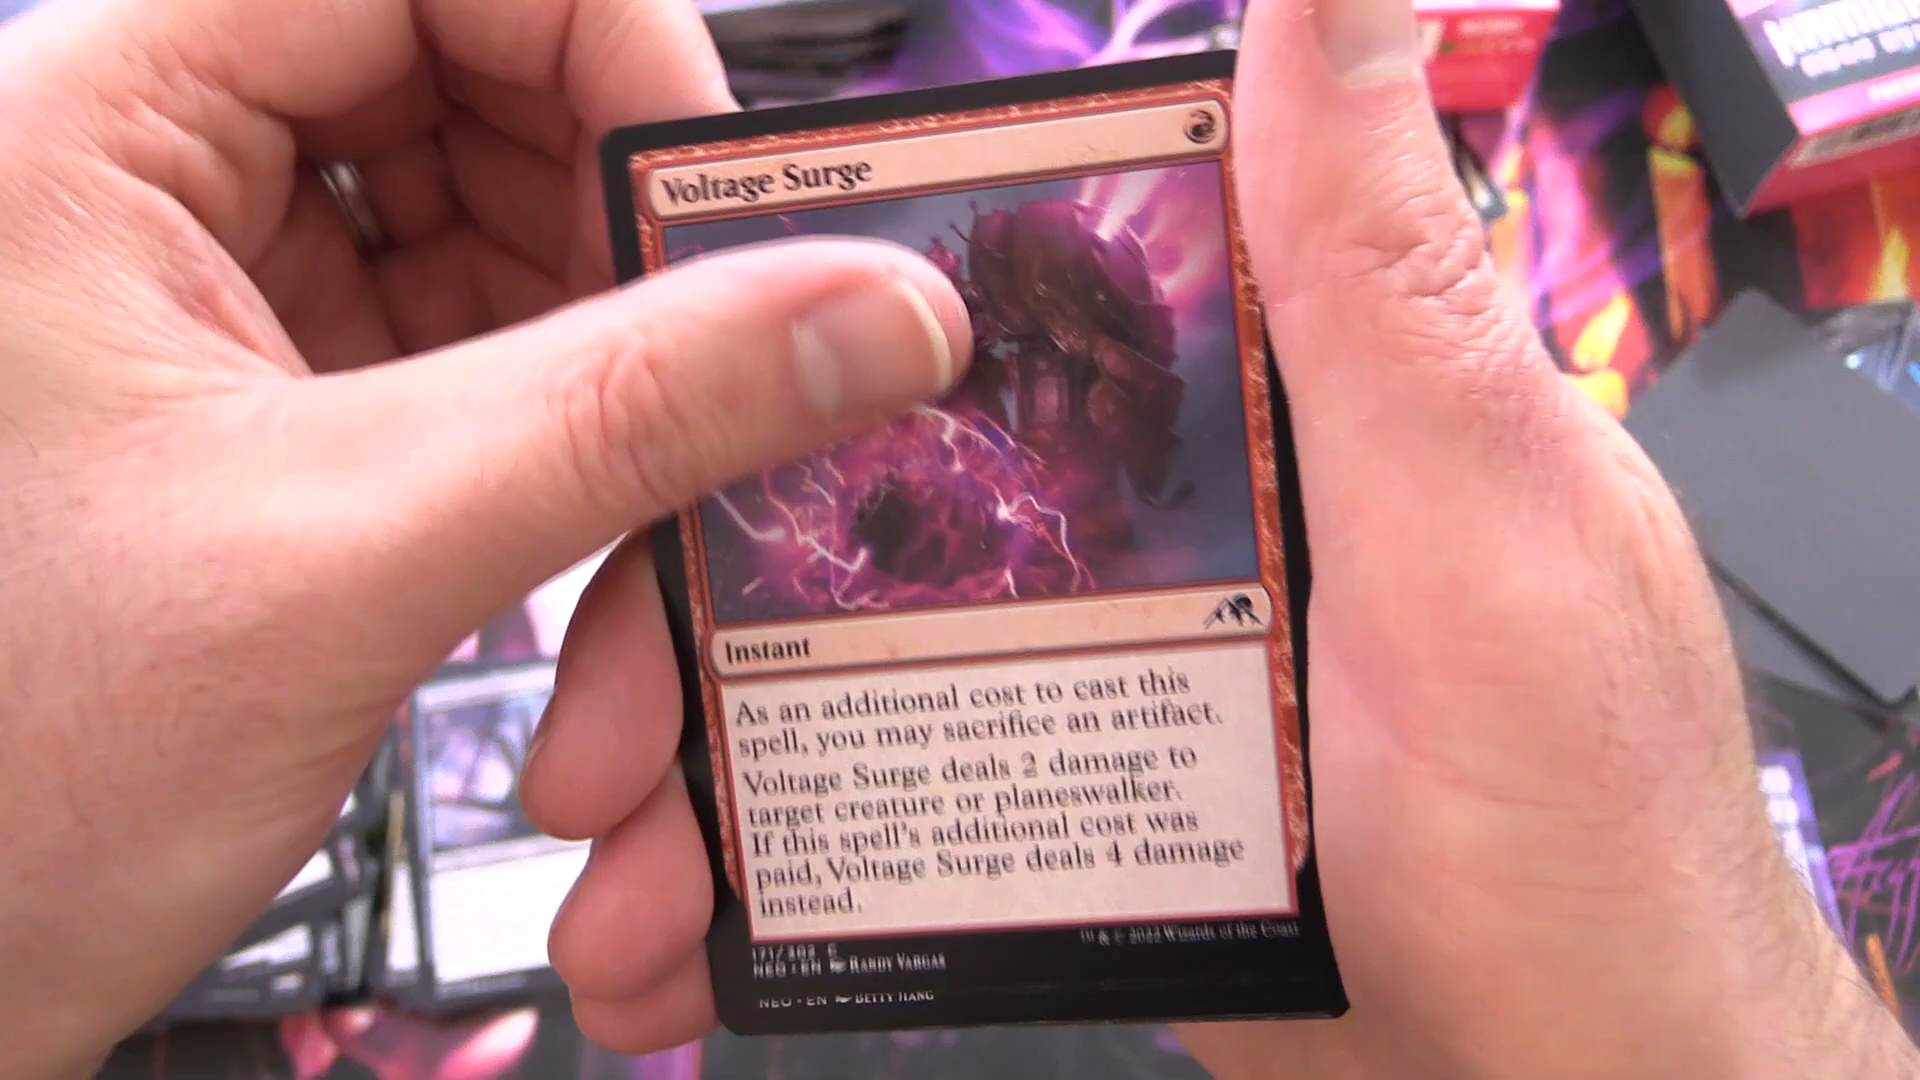 Voltage Surge
Instant
As an additional cost to cast this
spell, you may sacrifice an artifact.
Voltage Surge deals 2 damage to
target creature or planeswalker.
If this spell's additional cost was
paid, Voltage Surge deals 4 damage
instead.
171/302 C
NEO • EN RANDY VARGAS
™ & © 2022 Wizards of the Coast
NEO • EN BETTY JIANG